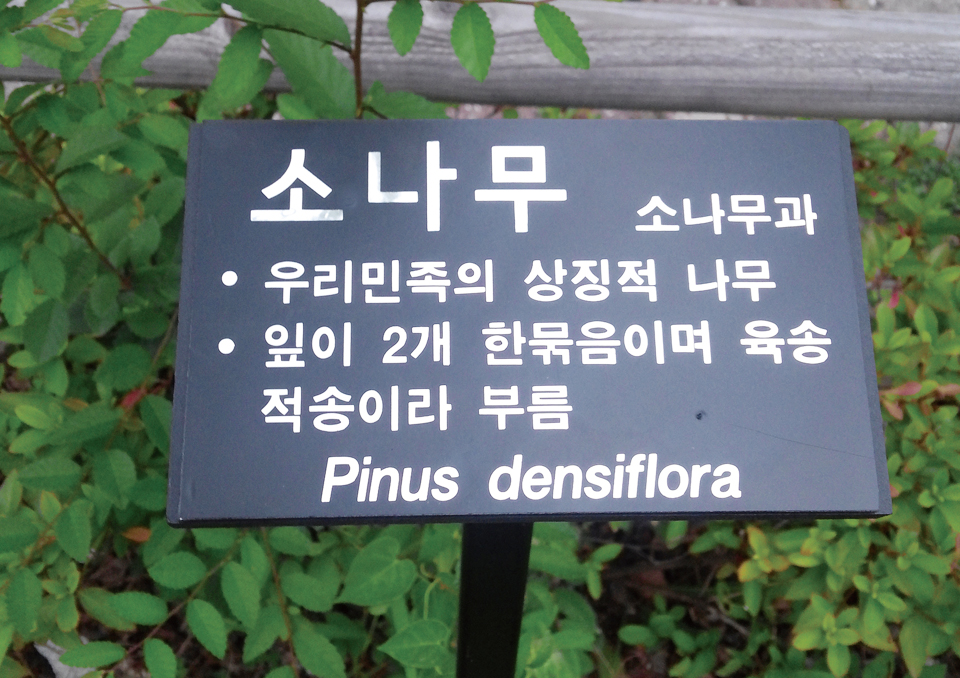 소나무 소나무과
• 우리민족의 상징적 나무
• 잎이 2개 한묶음이며 육송
적송이라 부름
Pinus densiflora